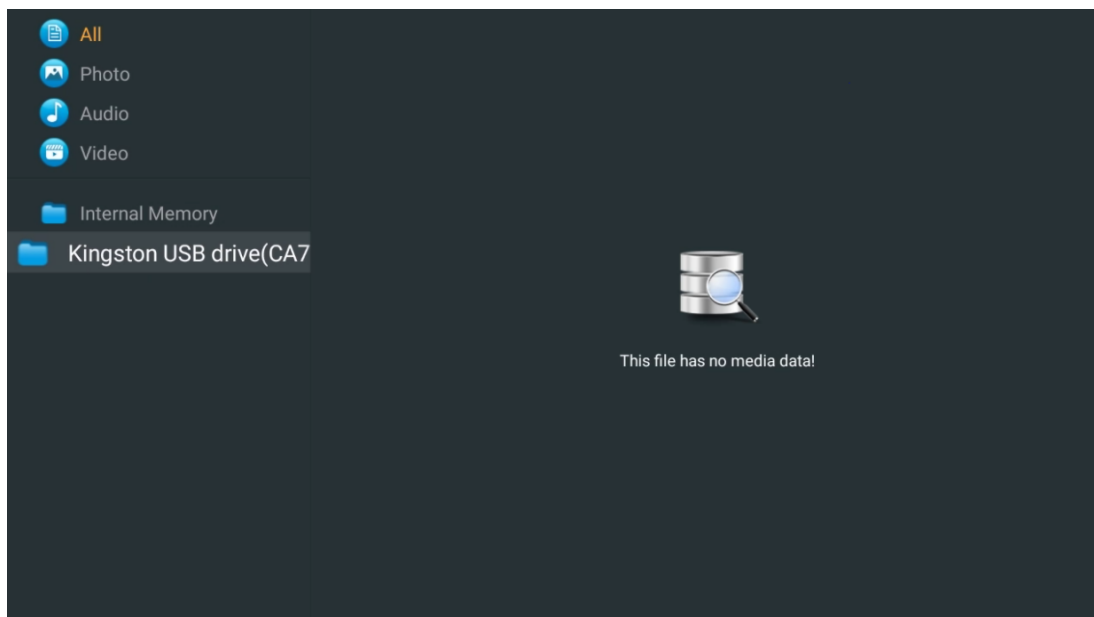 All
Photo
Audio
Video
Internal Memory
Kingston USB drive(CA7
This file has no media data!